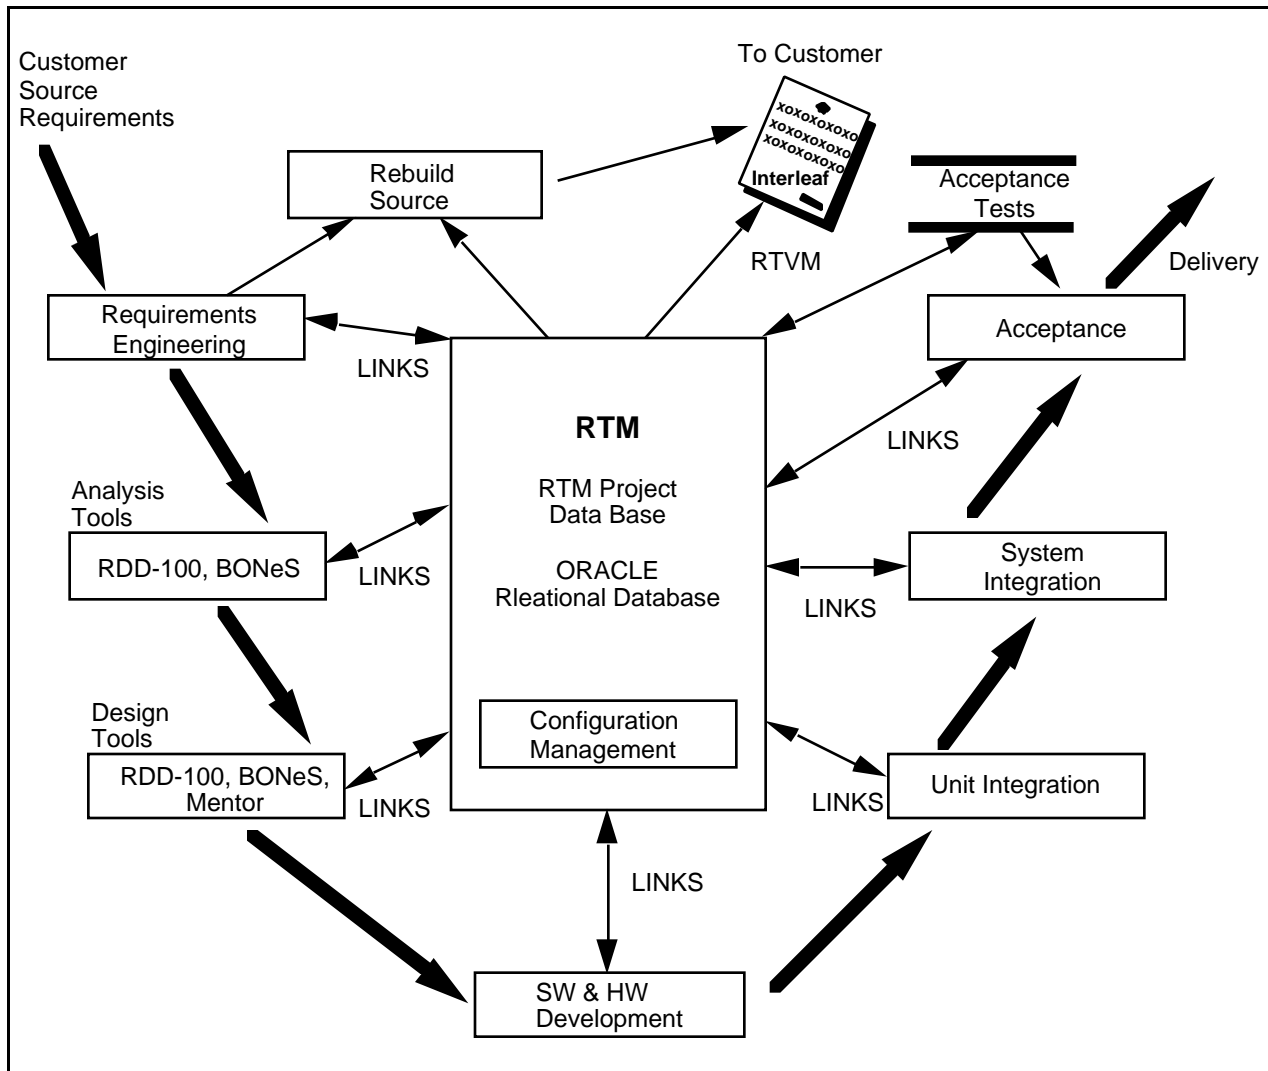 Customer
Source
Requirements
To Customer
xoxoxoxoxo
xoxoxoxoxo
xoxoxoxoxo
Interleaf
Rebuild
Source
Acceptance
Tests
RTVM
Delivery
Requirements
Engineering
LINKS
Acceptance
LINKS
RTM
RTM Project
Data Base
ORACLE
Rleational Database
Analysis
Tools
RDD-100, BONeS
LINKS
System
Integration
LINKS
Design
Tools
RDD-100, BONeS,
Mentor
LINKS
Configuration
Management
Unit Integration
LINKS
LINKS
SW & HW
Development